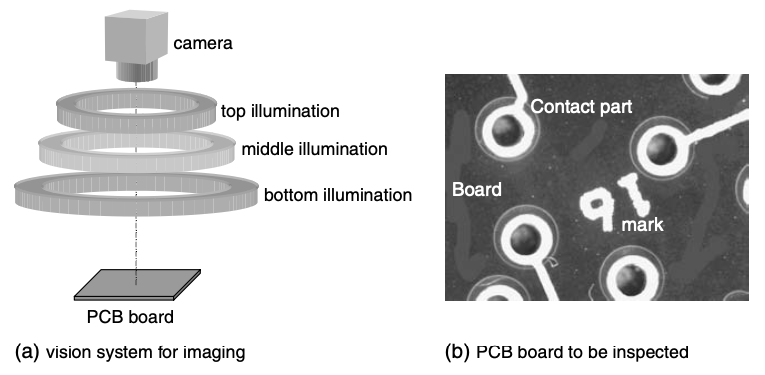 camera
top illumination
middle illumination
bottom illumination
PCB board
(a) vision system for imaging
Contact part
Board
91
mark
(b) PCB board to be inspected